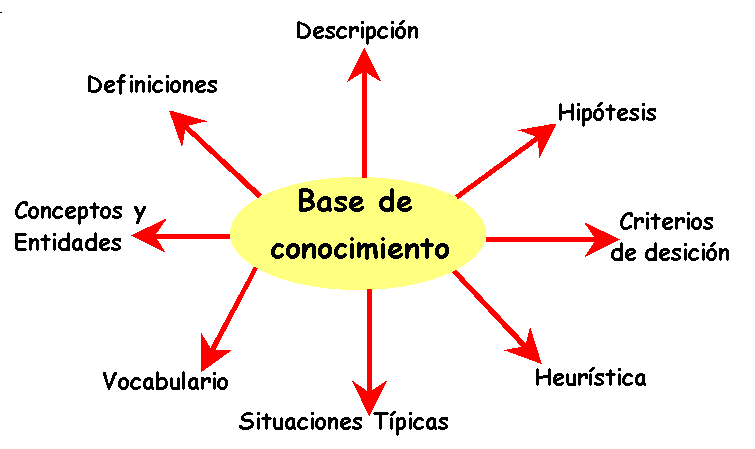 Descripción
Definiciones
Hipótesis
Base de
conocimiento
Conceptos y
Entidades
Criterios
de desición
Vocabulario
Heurística
Situaciones Típicas